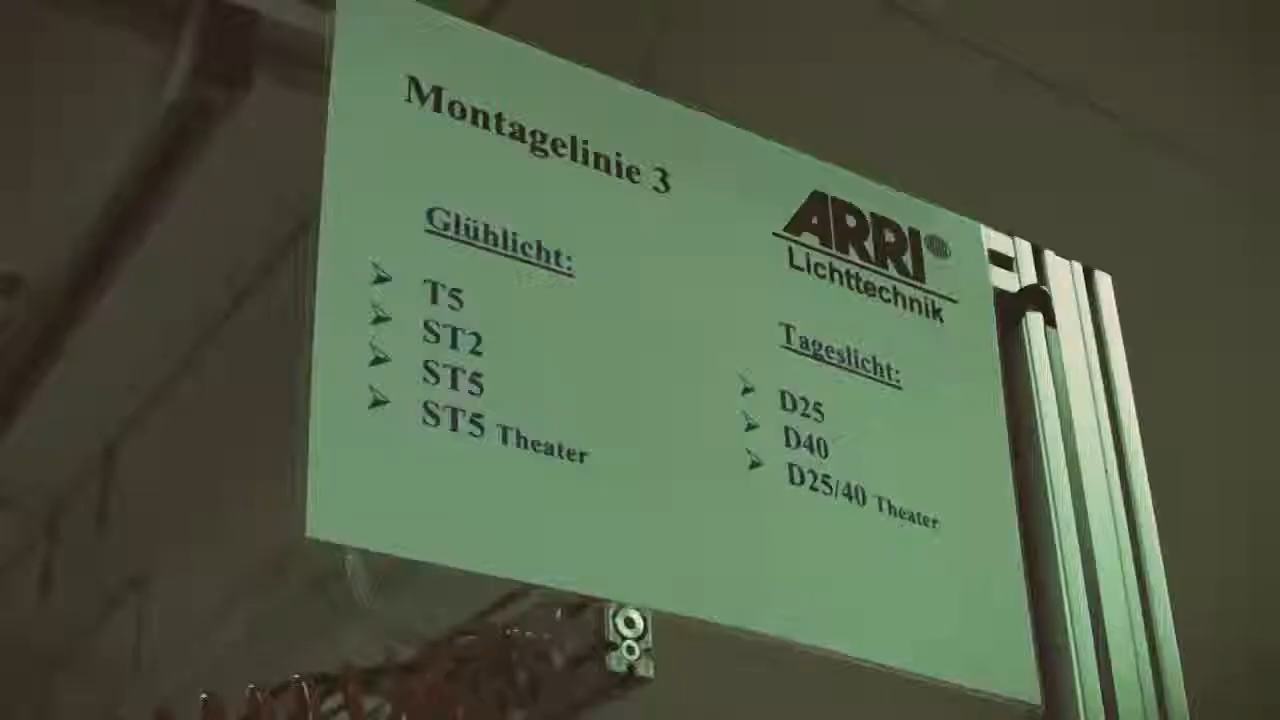 Montagelinie 3
Glühlicht:
T5
ST2
ST5
ST5 Theater
ARRI
Lichttechnik
Tageslicht:
D25
D40
D25/40 Theater